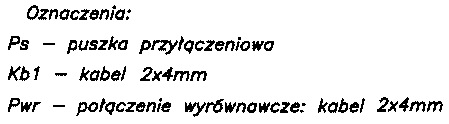 Oznaczenia:
Ps – puszka przyłączeniowa
Kb1 – kabel 2x4mm
Pwr – połączenie wyrównawcze: kabel 2x4mm